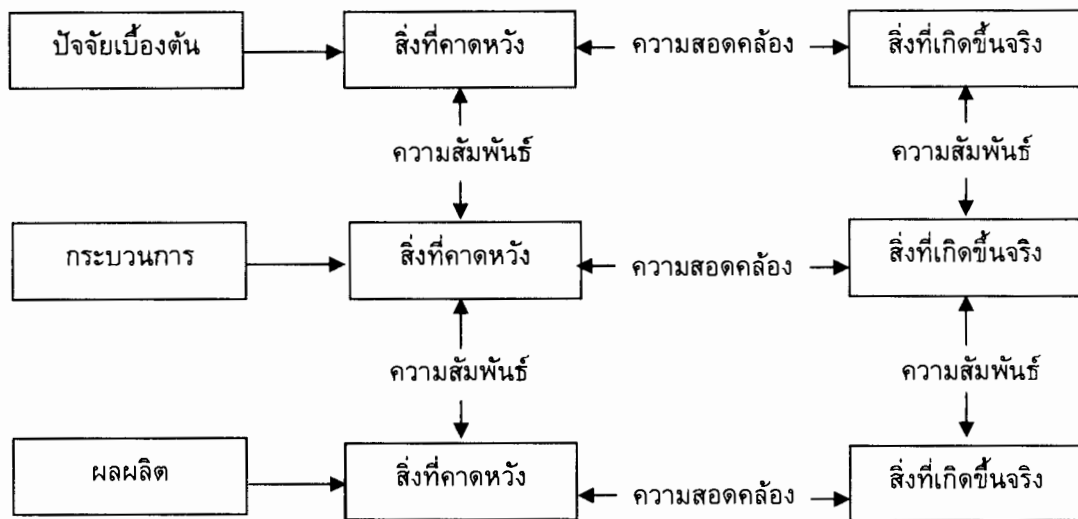 ปัจจัยเบื้องต้น สิ่งที่คาดหวัง ความสอดคล้อง สิ่งที่เกิดขึ้นจริง
ความสัมพันธ์ ความสัมพันธ์
กระบวนการ สิ่งที่คาดหวัง ความสอดคล้อง สิ่งที่เกิดขึ้นจริง
ความสัมพันธ์ ความสัมพันธ์
ผลผลิต สิ่งที่คาดหวัง ความสอดคล้อง สิ่งที่เกิดขึ้นจริง